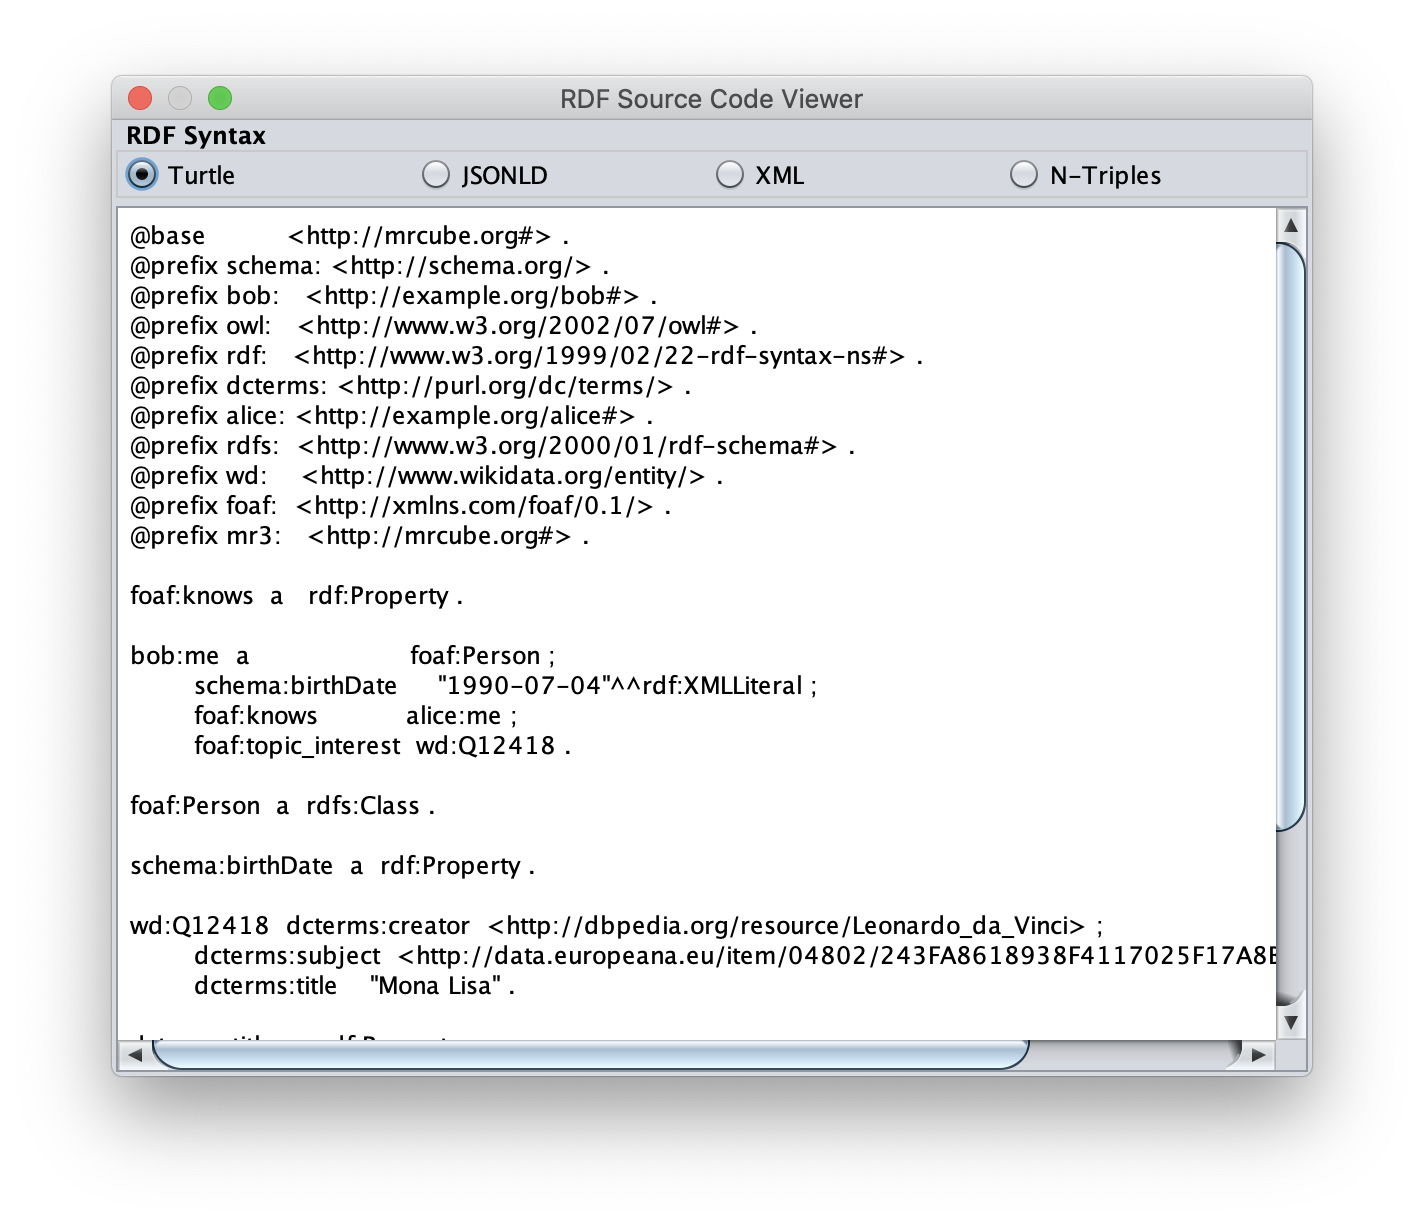 RDF Source Code Viewer
RDF Syntax
Turtle JSONLD XML N-Triples
@base <http://mrcube.org#> .
@prefix schema: <http://schema.org/> .
@prefix bob: <http://example.org/bob#> .
@prefix owl: <http://www.w3.org/2002/07/owl#> .
@prefix rdf: <http://www.w3.org/1999/02/22-rdf-syntax-ns#> .
@prefix dcterms: <http://purl.org/dc/terms/> .
@prefix alice: <http://example.org/alice#> .
@prefix rdfs: <http://www.w3.org/2000/01/rdf-schema#> .
@prefix wd: <http://www.wikidata.org/entity/> .
@prefix foaf: <http://xmlns.com/foaf/0.1/> .
@prefix mr3: <http://mrcube.org#> .
foaf:knows a rdf:Property .
bob:me a foaf:Person ;
schema:birthDate "1990-07-04"^^rdf:XMLLiteral ;
foaf:knows alice:me ;
foaf:topic_interest wd:Q12418 .
foaf:Person a rdfs:Class .
schema:birthDate a rdf:Property .
wd:Q12418 dcterms:creator <http://dbpedia.org/resource/Leonardo_da_Vinci> ;
dcterms:subject <http://data.europeana.eu/item/04802/243FA8618938F4117025F17A8
dcterms:title "Mona Lisa" .